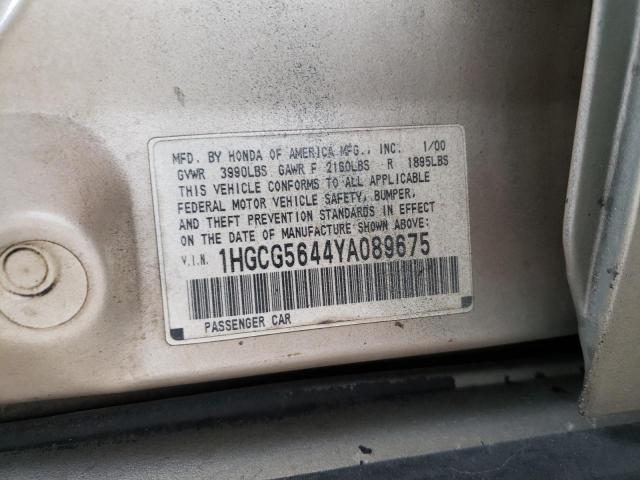 MFD. BY HONDA OF AMERICA MFG., INC. 1/00
GVWR 3990LBS GAWR F 2160LBS R 1895LBS
THIS VEHICLE CONFORMS TO ALL APPLICABLE
FEDERAL MOTOR VEHICLE SAFETY, BUMPER,
AND THEFT PREVENTION STANDARDS IN EFFECT
ON THE DATE OF MANUFACTURE SHOWN ABOVE:
V.I.N. 1HGCG5644YA089675
PASSENGER CAR